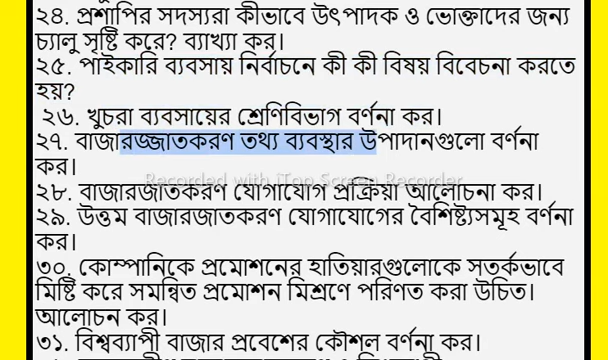 ২৪. প্রশাপির সদস্যরা কীভাবে উৎপাদক ও ভোক্তাদের জন্য
চ্যালু সৃষ্টি করে? ব্যাখ্যা কর।
২৫. পাইকারি ব্যবসায় নির্বাচনে কী কী বিষয় বিবেচনা করতে
হয়?
২৬. খুচরা ব্যবসায়ের শ্রেণিবিভাগ বর্ণনা কর।
২৭. বাজারজ্জাতকরণ তথ্য ব্যবস্থার উপাদানগুলো বর্ণনা
কর।
Recorded with iTop Screen Recorder
২৮. বাজারজাতকরণ যোগাযোগ প্রক্রিয়া আলোচনা কর।
২৯. উত্তম বাজারজাতকরণ যোগাযোগের বৈশিষ্ট্যসমূহ বর্ণনা
কর।
৩০. কোম্পানিকে প্রমোশনের হাতিয়ারগুলোকে সতর্কভাবে
মিষ্টি করে সমন্বিত প্রমোশন মিশ্রণে পরিণত করা উচিত।
আলোচনা কর।
৩১. বিশ্বব্যাপী বাজার প্রবেশের কৌশল বর্ণনা কর।